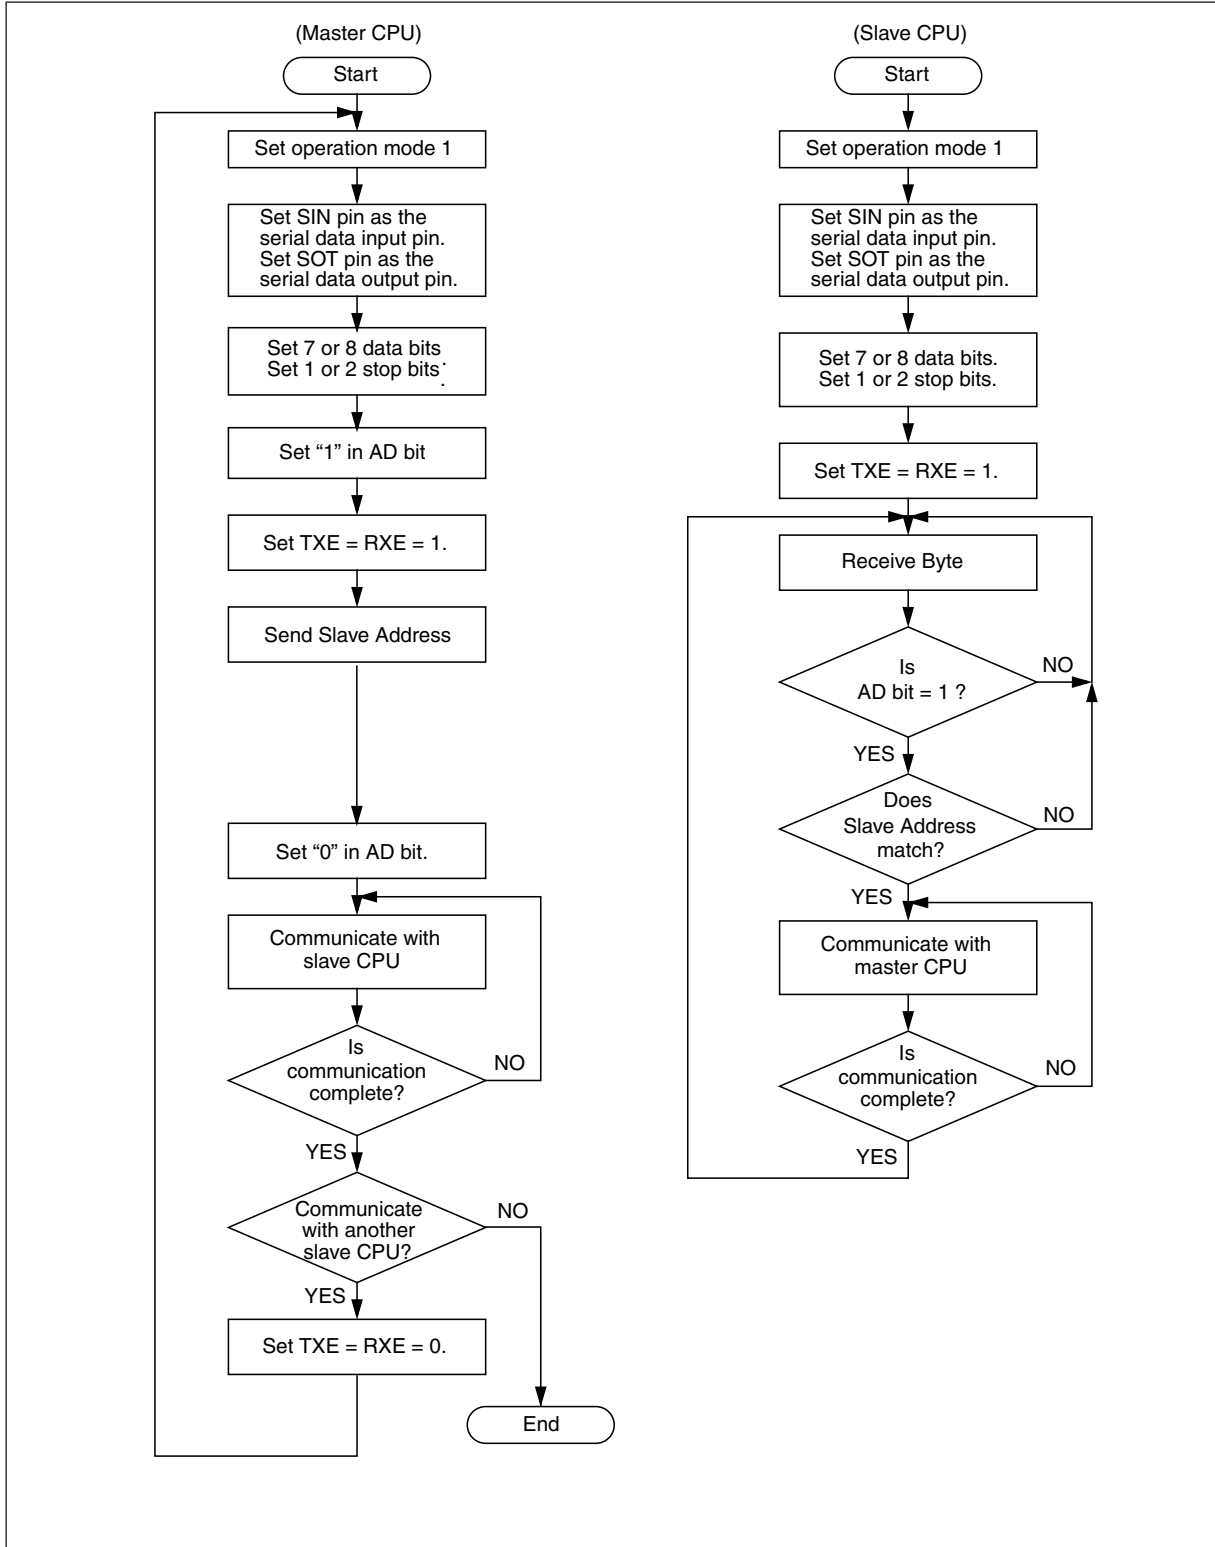 (Master CPU)
Start
Set operation mode 1
Set SIN pin as the
serial data input pin.
Set SOT pin as the
serial data output pin.
Set 7 or 8 data bits.
Set 1 or 2 stop bits.
Set “1” in AD bit
Set TXE = RXE = 1.
Send Slave Address
Set “0” in AD bit.
Communicate with
slave CPU
Is
communication
complete?
NO
YES
Communicate
with another
slave CPU?
NO
YES
Set TXE = RXE = 0.
End
(Slave CPU)
Start
Set operation mode 1
Set SIN pin as the
serial data input pin.
Set SOT pin as the
serial data output pin.
Set 7 or 8 data bits.
Set 1 or 2 stop bits.
Set TXE = RXE = 1.
Receive Byte
Is
AD bit = 1 ?
NO
YES
Does
Slave Address
match?
NO
YES
Communicate with
master CPU
Is
communication
complete?
NO
YES